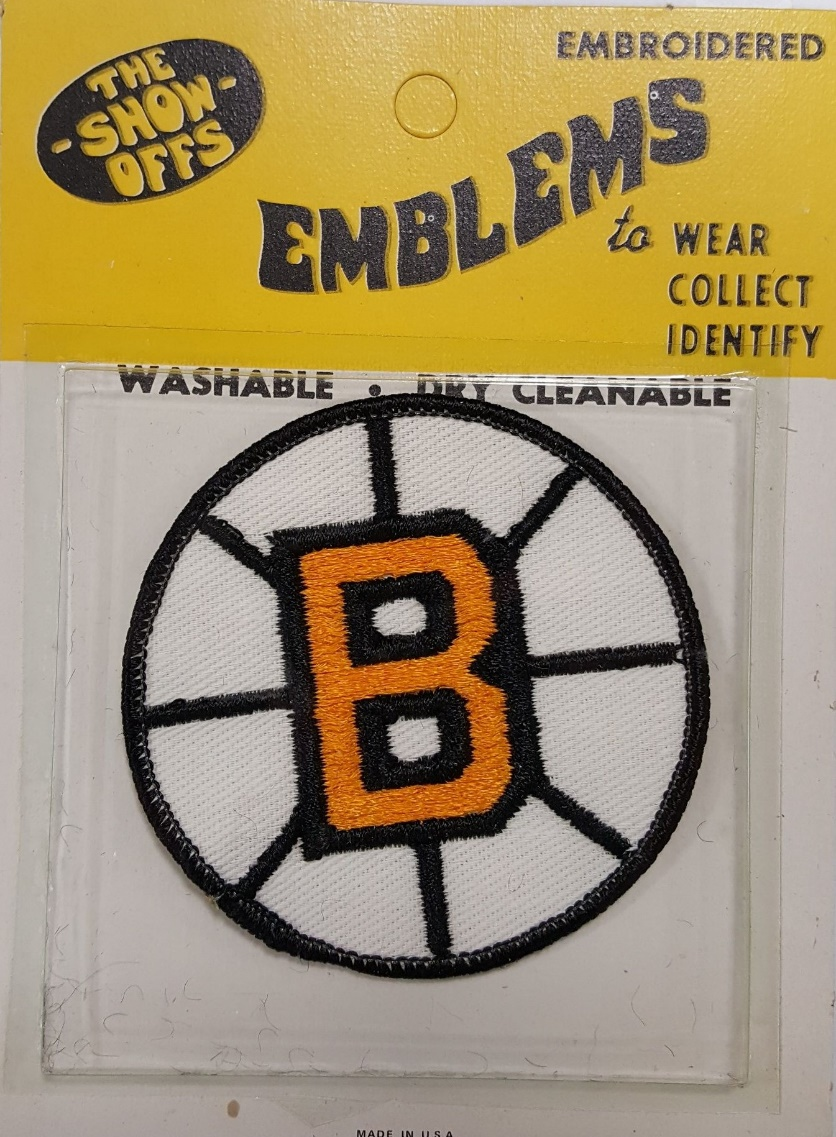 THE
-SHOW-
OFFS
EMBROIDERED
EMBLEMS
to WEAR
COLLECT
IDENTIFY
WASHABLE • DRY CLEANABLE
B
MADE IN U.S.A.